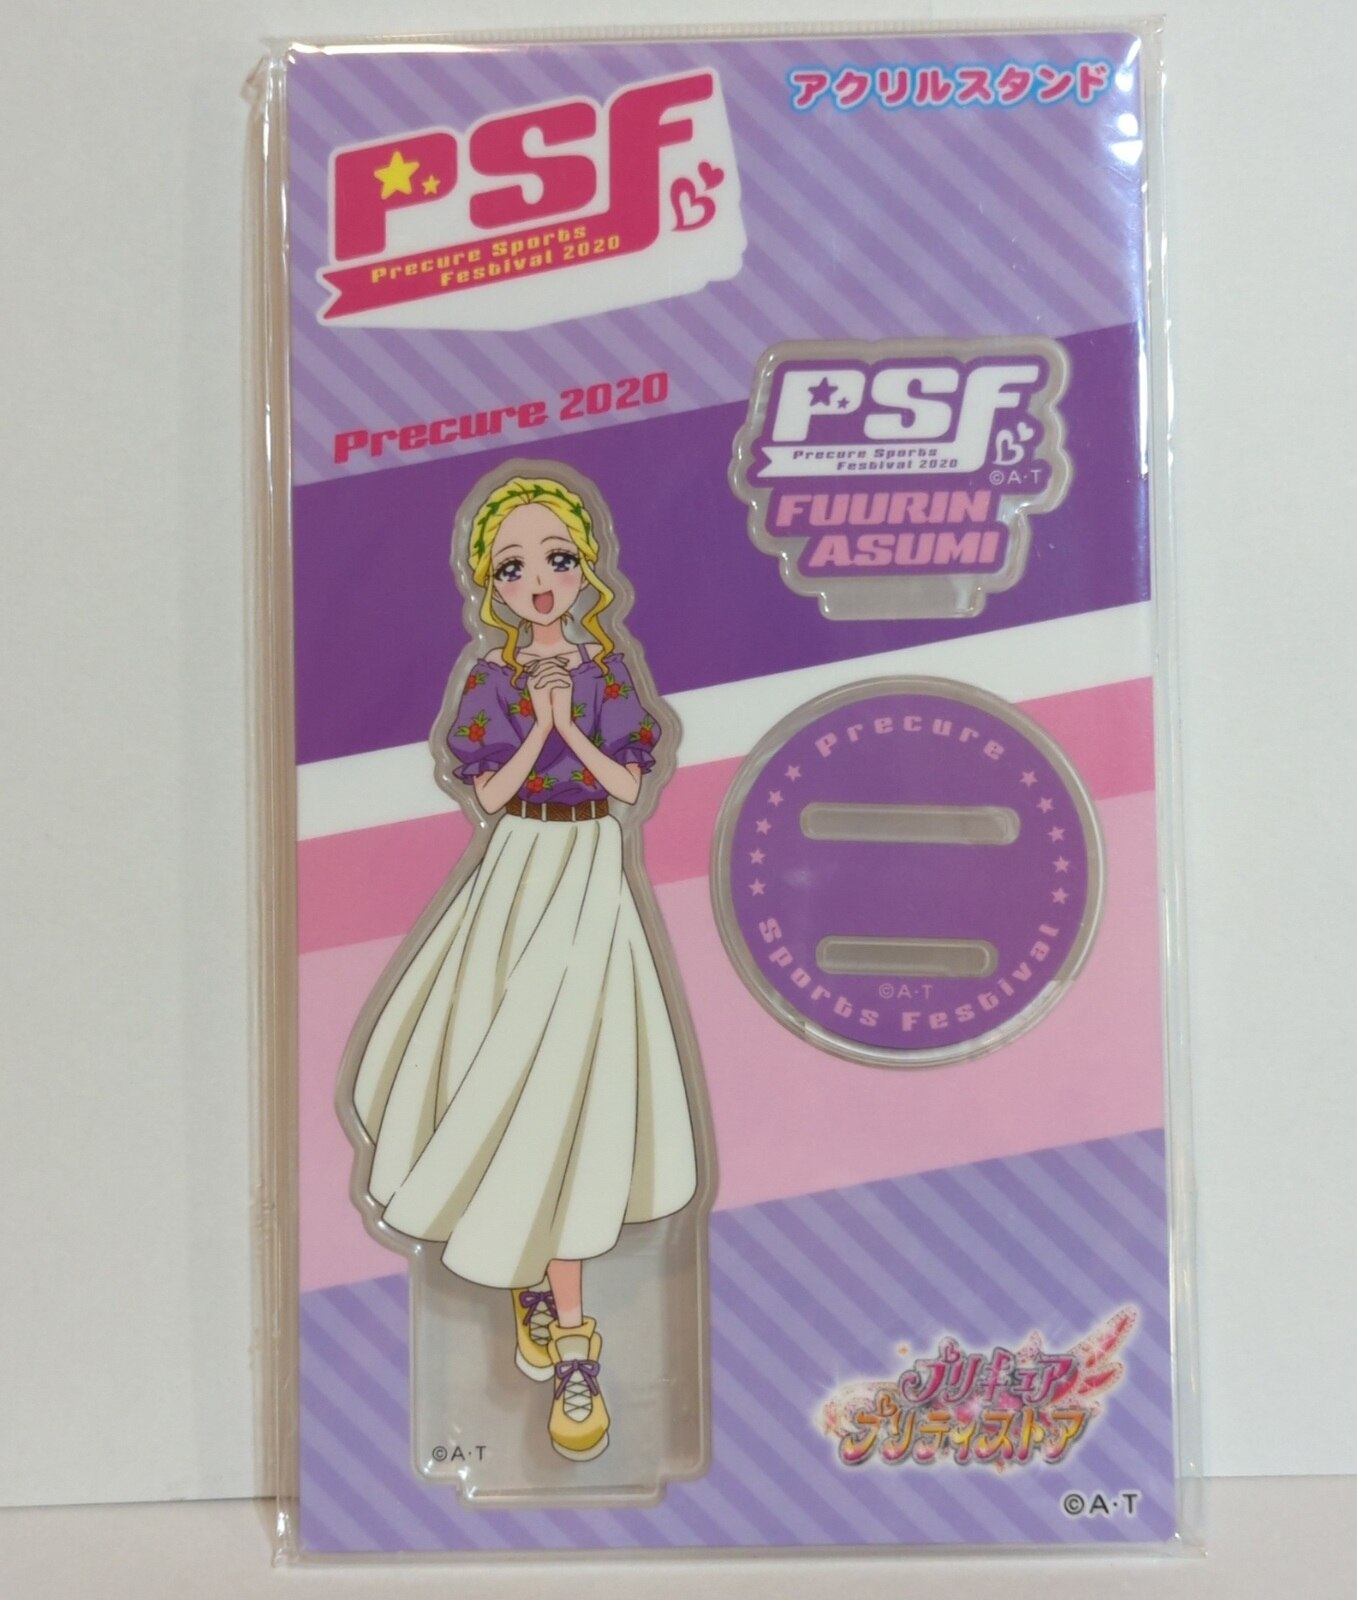 アクリルスタンド
PSF
Precure Sports
Festival 2020
Precure 2020
PSF
Precure Sports
Festival 2020
©A·T
FUURIN
ASUMI
Precure
Sports Festival
©A·T
©A·T
プリキュア
プリティストア
©A·T